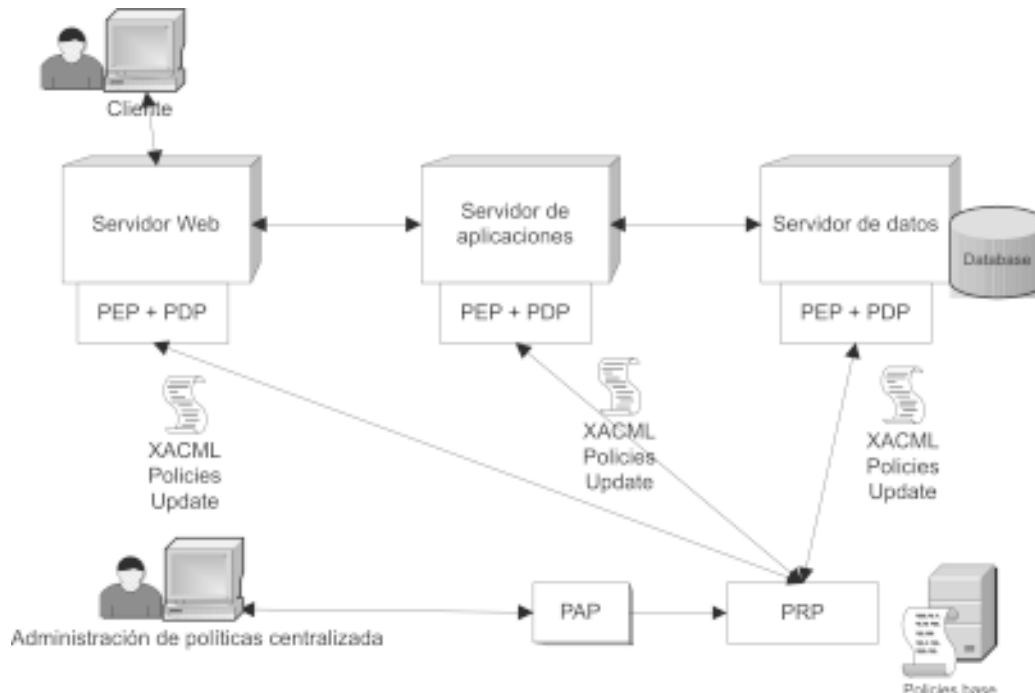 Cliente
Servidor Web
Servidor de
aplicaciones
Servidor de datos
Database
PEP + PDP
PEP + PDP
PEP + PDP
XACML
Policies
Update
XACML
Policies
Update
XACML
Policies
Update
Administración de políticas centralizada
PAP
PRP
Policies base